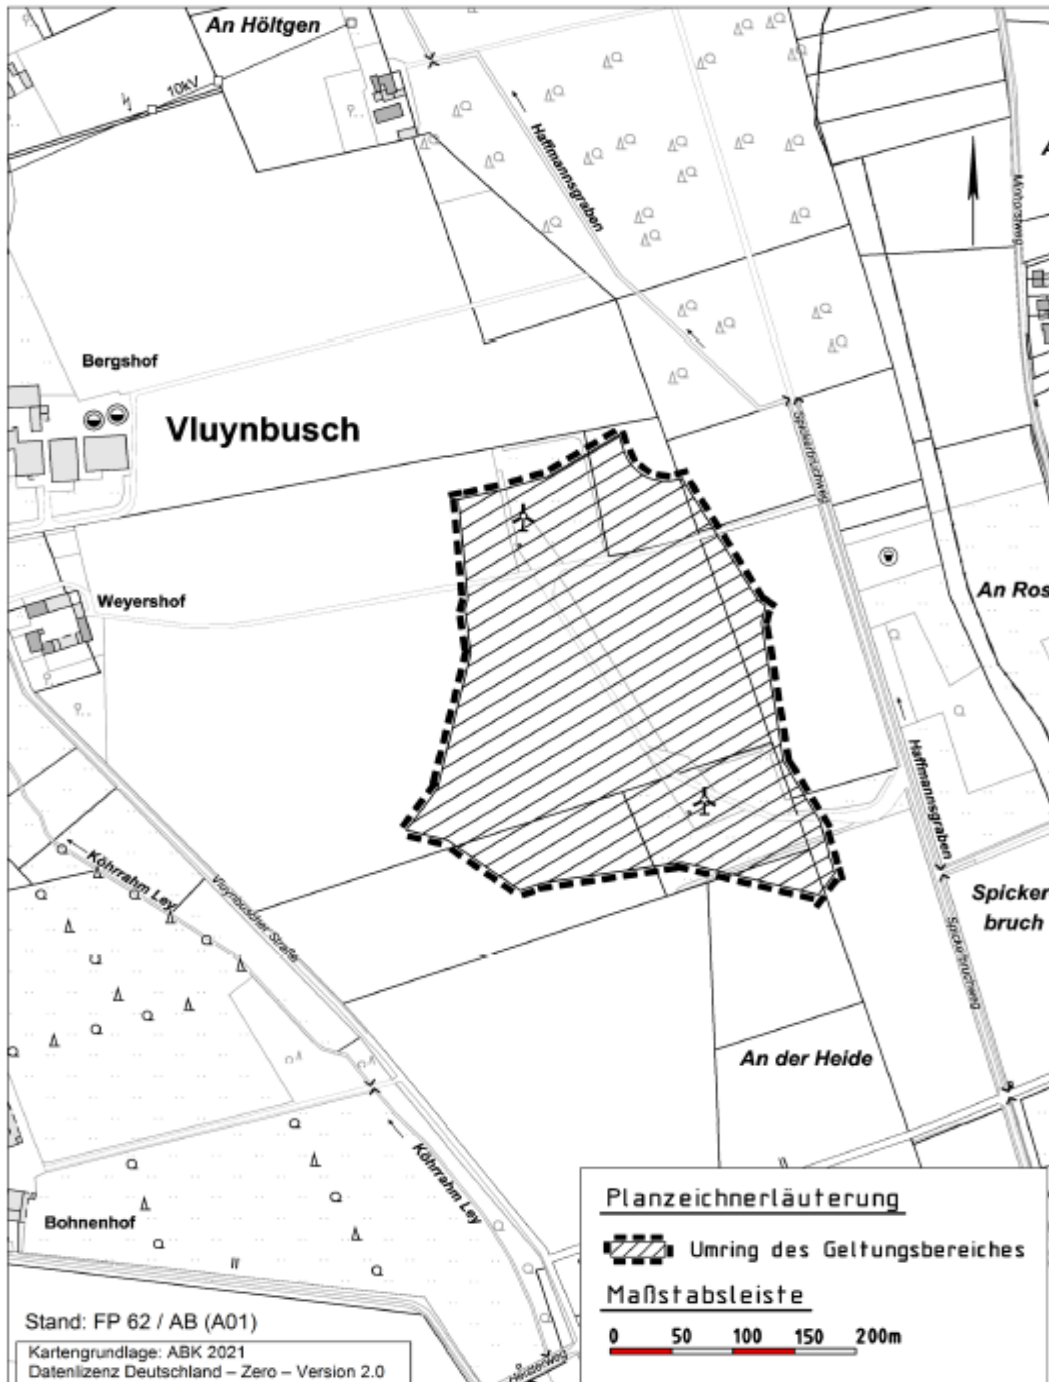 An Höltgen
10kV
Haffmannsgraben
Minhorstweg
Bergshof
Vluynbusch
Spickerbruchweg
Weyershof
An Ros
Haffmannsgraben
Köhrrahm Ley
Vluynbuscher Straße
Spicker
bruch
Spickerbruchweg
An der Heide
Köhrrahm Ley
Bohnenhof
Planzeichnerläuterung
Umring des Geltungsbereiches
Maßstabsleiste
0 50 100 150 200m
Stand: FP 62 / AB (A01)
Kartengrundlage: ABK 2021
Datenlizenz Deutschland – Zero – Version 2.0